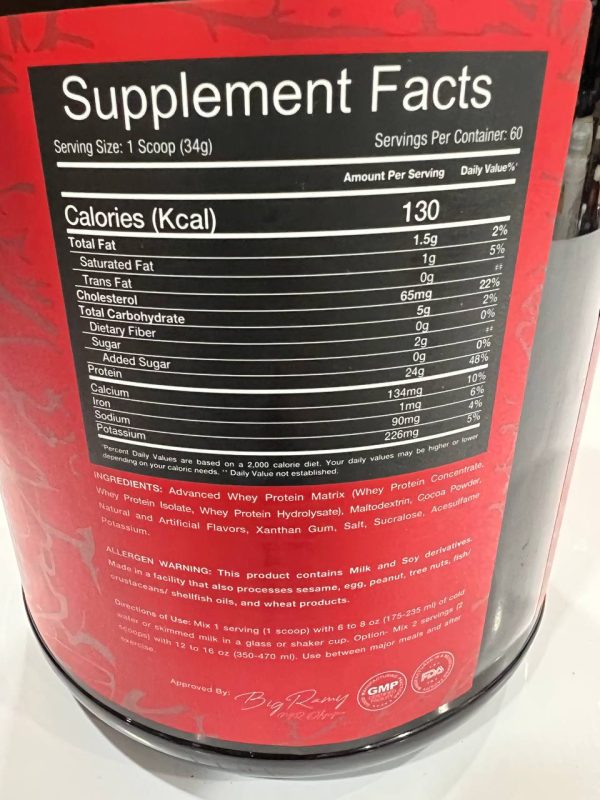 Supplement Facts
Serving Size: 1 Scoop (34g) Servings Per Container: 60
Amount Per Serving Daily Value%*
Calories (Kcal) 130
Total Fat 1.5g 2%
Saturated Fat 1g 5%
Trans Fat 0g ‡‡
Cholesterol 65mg 22%
Total Carbohydrate 5g 2%
Dietary Fiber 0g 0%
Sugar 2g **
Added Sugar 0g 0%
Protein 24g 48%
Calcium 134mg 10%
Iron 1mg 6%
Sodium 90mg 4%
Potassium 226mg 5%
*Percent Daily Values are based on a 2,000 calorie diet. Your daily values may be higher or lower
depending on your caloric needs. ** Daily Value not established.
INGREDIENTS: Advanced Whey Protein Matrix (Whey Protein Concentrate,
Whey Protein Isolate, Whey Protein Hydrolysate), Maltodextrin, Cocoa Powder,
Natural and Artificial Flavors, Xanthan Gum, Salt, Sucralose, Acesulfame
Potassium.
ALLERGEN WARNING: This product contains Milk and Soy derivatives.
Made in a facility that also processes sesame, egg, peanut, tree nuts, fish/
crustaceans/ shellfish oils, and wheat products.
Directions of Use: Mix 1 serving (1 scoop) with 6 to 8 oz (175-235 ml) of cold
water or skimmed milk in a glass or shaker cup. Option- Mix 2 servings (2
scoops) with 12 to 16 oz (350-470 ml). Use between major meals and after
exercise.
Approved By: Big Ramy
GMP
FDA